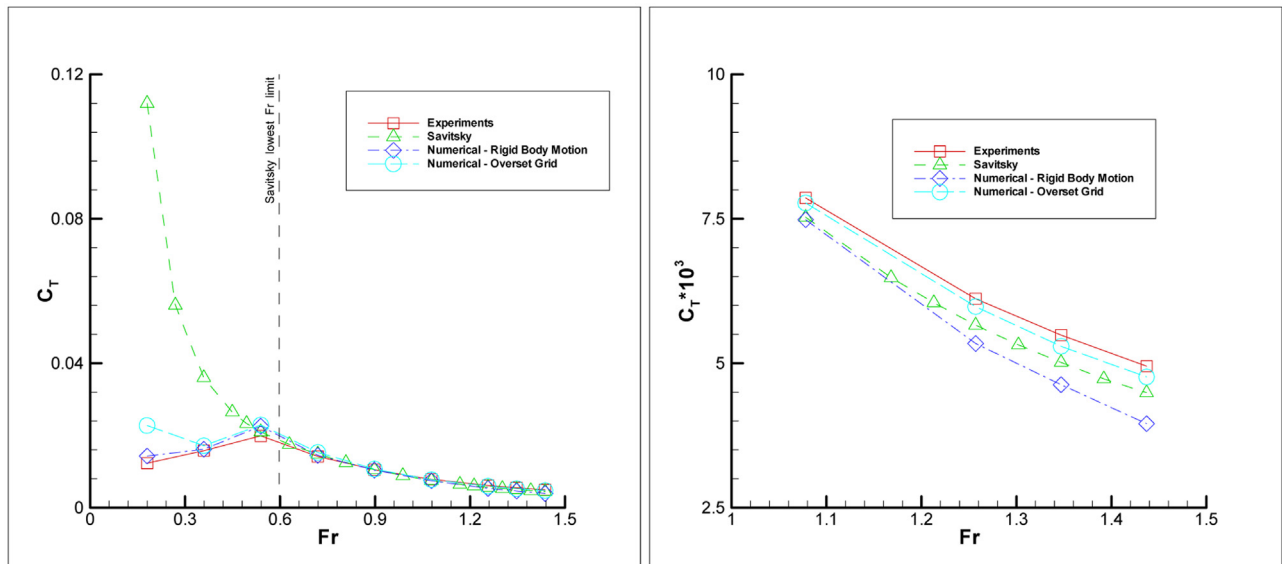 0.12
0.08
0.04
0
C_T
0
0.3
0.6
0.9
1.2
1.5
Fr
Savitsky lowest Fr limit
Experiments
Savitsky
Numerical - Rigid Body Motion
Numerical - Overset Grid
10
7.5
5
2.5
C_T*10^3
1
1.1
1.2
1.3
1.4
1.5
Fr
Experiments
Savitsky
Numerical - Rigid Body Motion
Numerical - Overset Grid